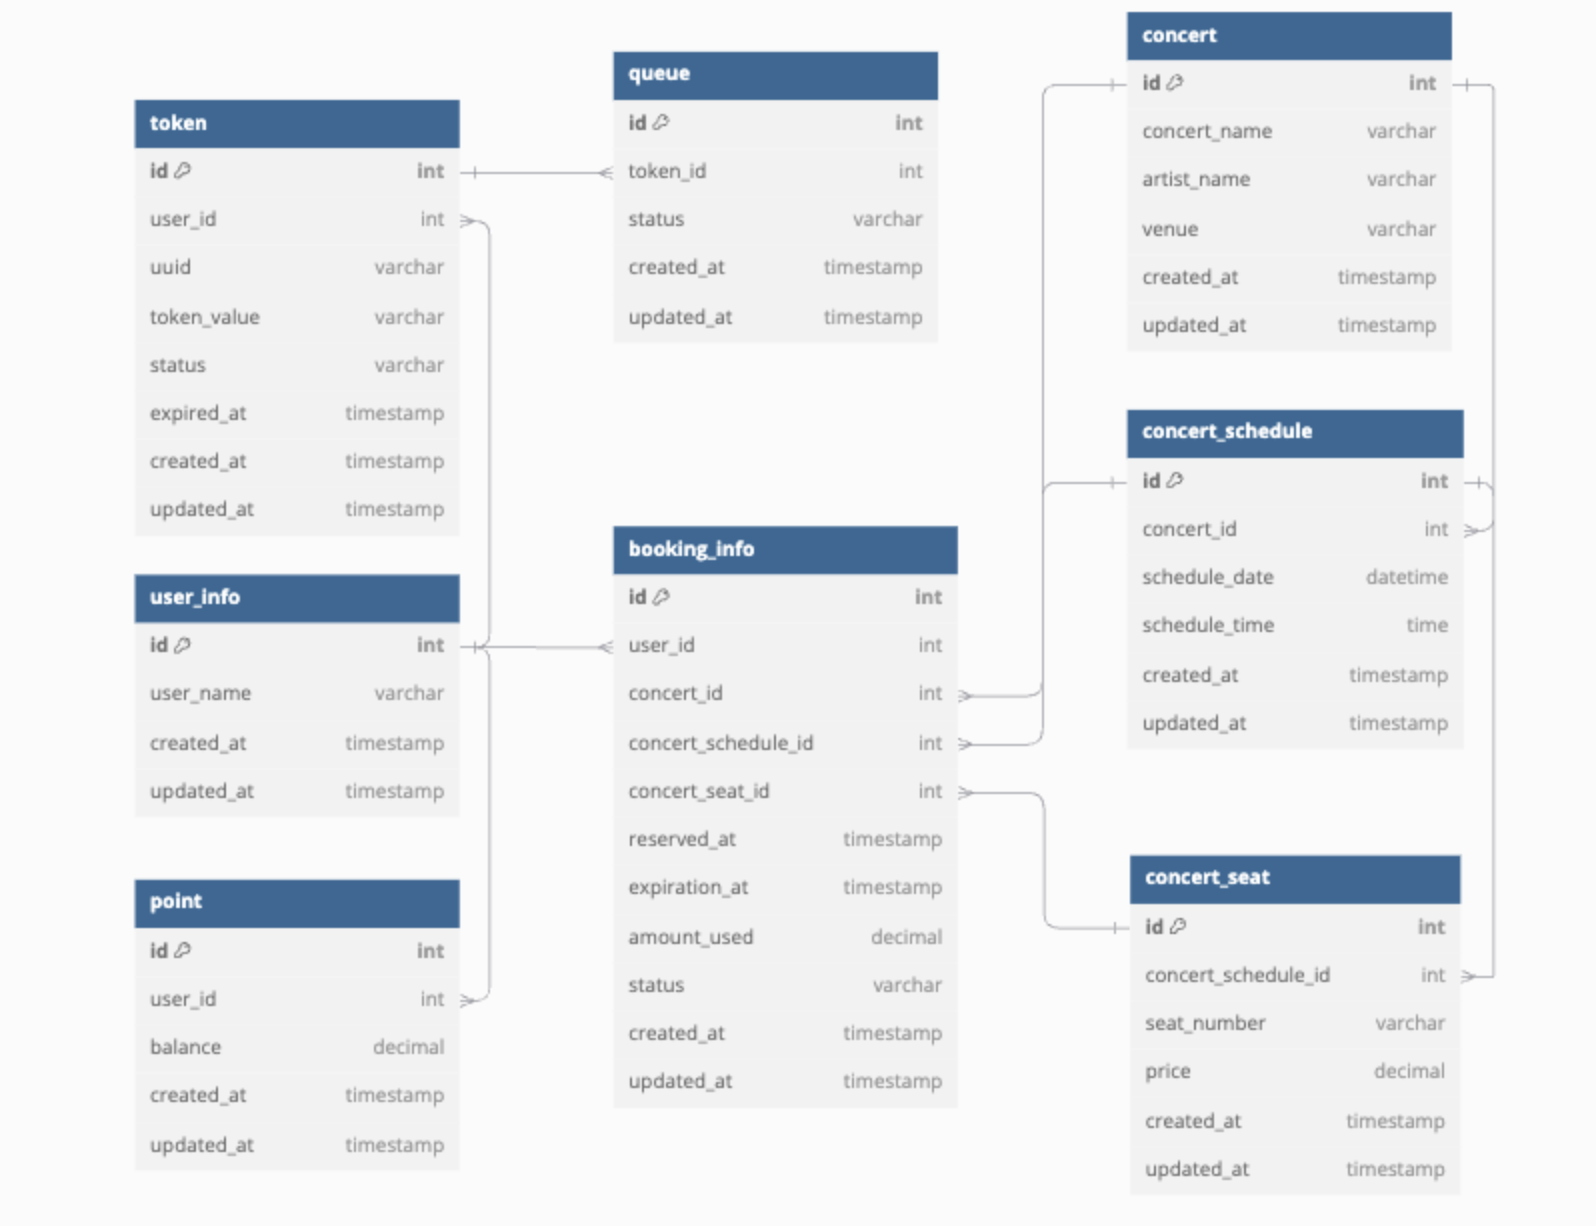 token
id int
user_id int
uuid varchar
token_value varchar
status varchar
expired_at timestamp
created_at timestamp
updated_at timestamp
user_info
id int
user_name varchar
created_at timestamp
updated_at timestamp
point
id int
user_id int
balance decimal
created_at timestamp
updated_at timestamp
queue
id int
token_id int
status varchar
created_at timestamp
updated_at timestamp
booking_info
id int
user_id int
concert_id int
concert_schedule_id int
concert_seat_id int
reserved_at timestamp
expiration_at timestamp
amount_used decimal
status varchar
created_at timestamp
updated_at timestamp
concert
id int
concert_name varchar
artist_name varchar
venue varchar
created_at timestamp
updated_at timestamp
concert_schedule
id int
concert_id int
schedule_date datetime
schedule_time time
created_at timestamp
updated_at timestamp
concert_seat
id int
concert_schedule_id int
seat_number varchar
price decimal
created_at timestamp
updated_at timestamp